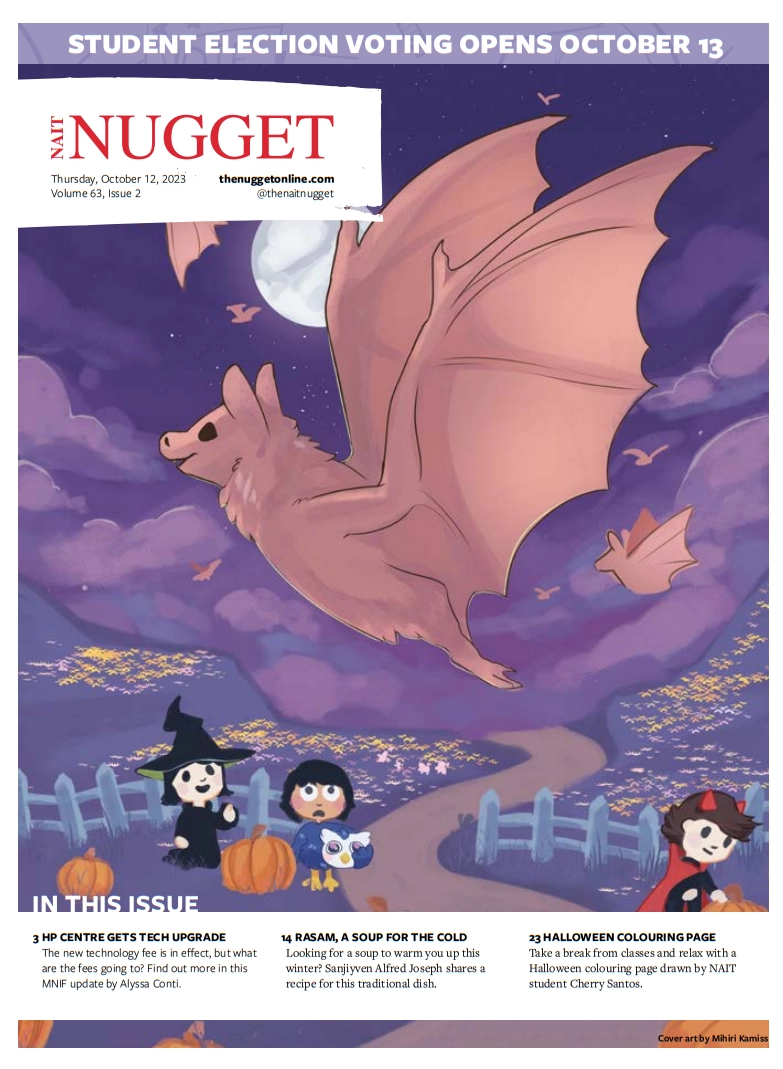 STUDENT ELECTION VOTING OPENS OCTOBER 13
NAIT NUGGET
Thursday, October 12, 2023
thenuggetonline.com
Volume 63, Issue 2
@thenaitnugget
IN THIS ISSUE
3 HP CENTRE GETS TECH UPGRADE
The new technology fee is in effect, but what
are the fees going to? Find out more in this
MNIF update by Alyssa Conti.
14 RASAM, A SOUP FOR THE COLD
Looking for a soup to warm you up this
winter? Sanjiyven Alfred Joseph shares a
recipe for this traditional dish.
23 HALLOWEEN COLOURING PAGE
Take a break from classes and relax with a
Halloween colouring page drawn by NAIT
student Cherry Santos.
Cover art by Mihiri Kamiss